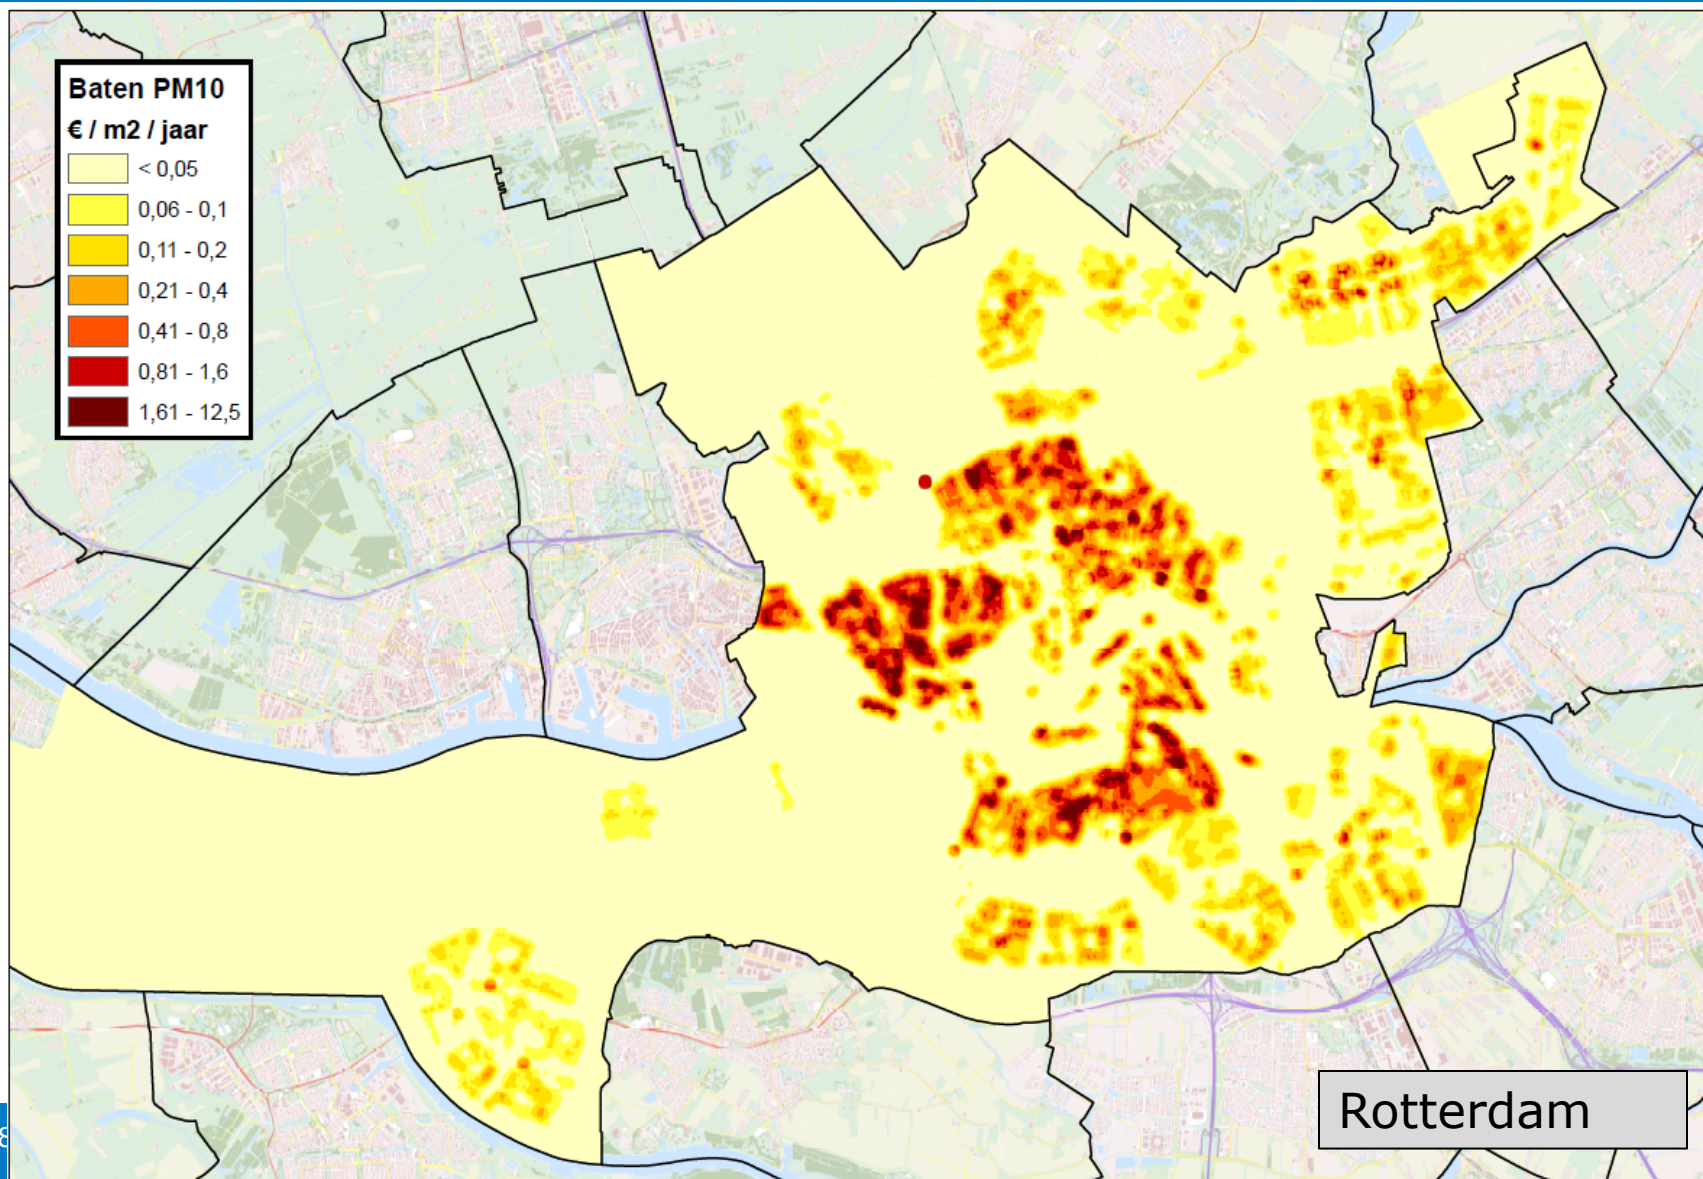 Baten PM10
€ / m2 / jaar
< 0,05
0,06 - 0,1
0,11 - 0,2
0,21 - 0,4
0,41 - 0,8
0,81 - 1,6
1,61 - 12,5
Rotterdam